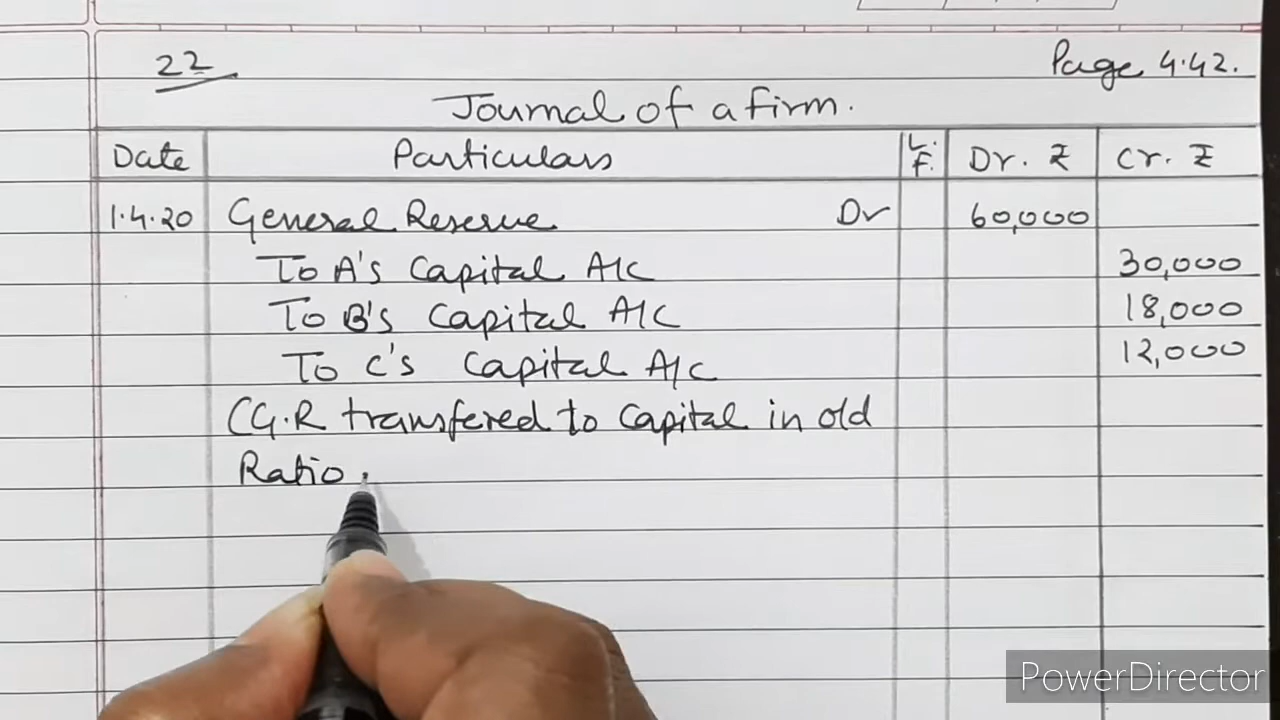 22 Page 4.42.
Journal of a firm.
Date Particulars L.F. Dr. ₹ Cr. ₹
1.4.20 General Reserve Dr 60,000
To A's Capital A/c 30,000
To B's Capital A/c 18,000
To C's Capital A/c 12,000
(G.R transfered to Capital in old
Ratio.
PowerDirector